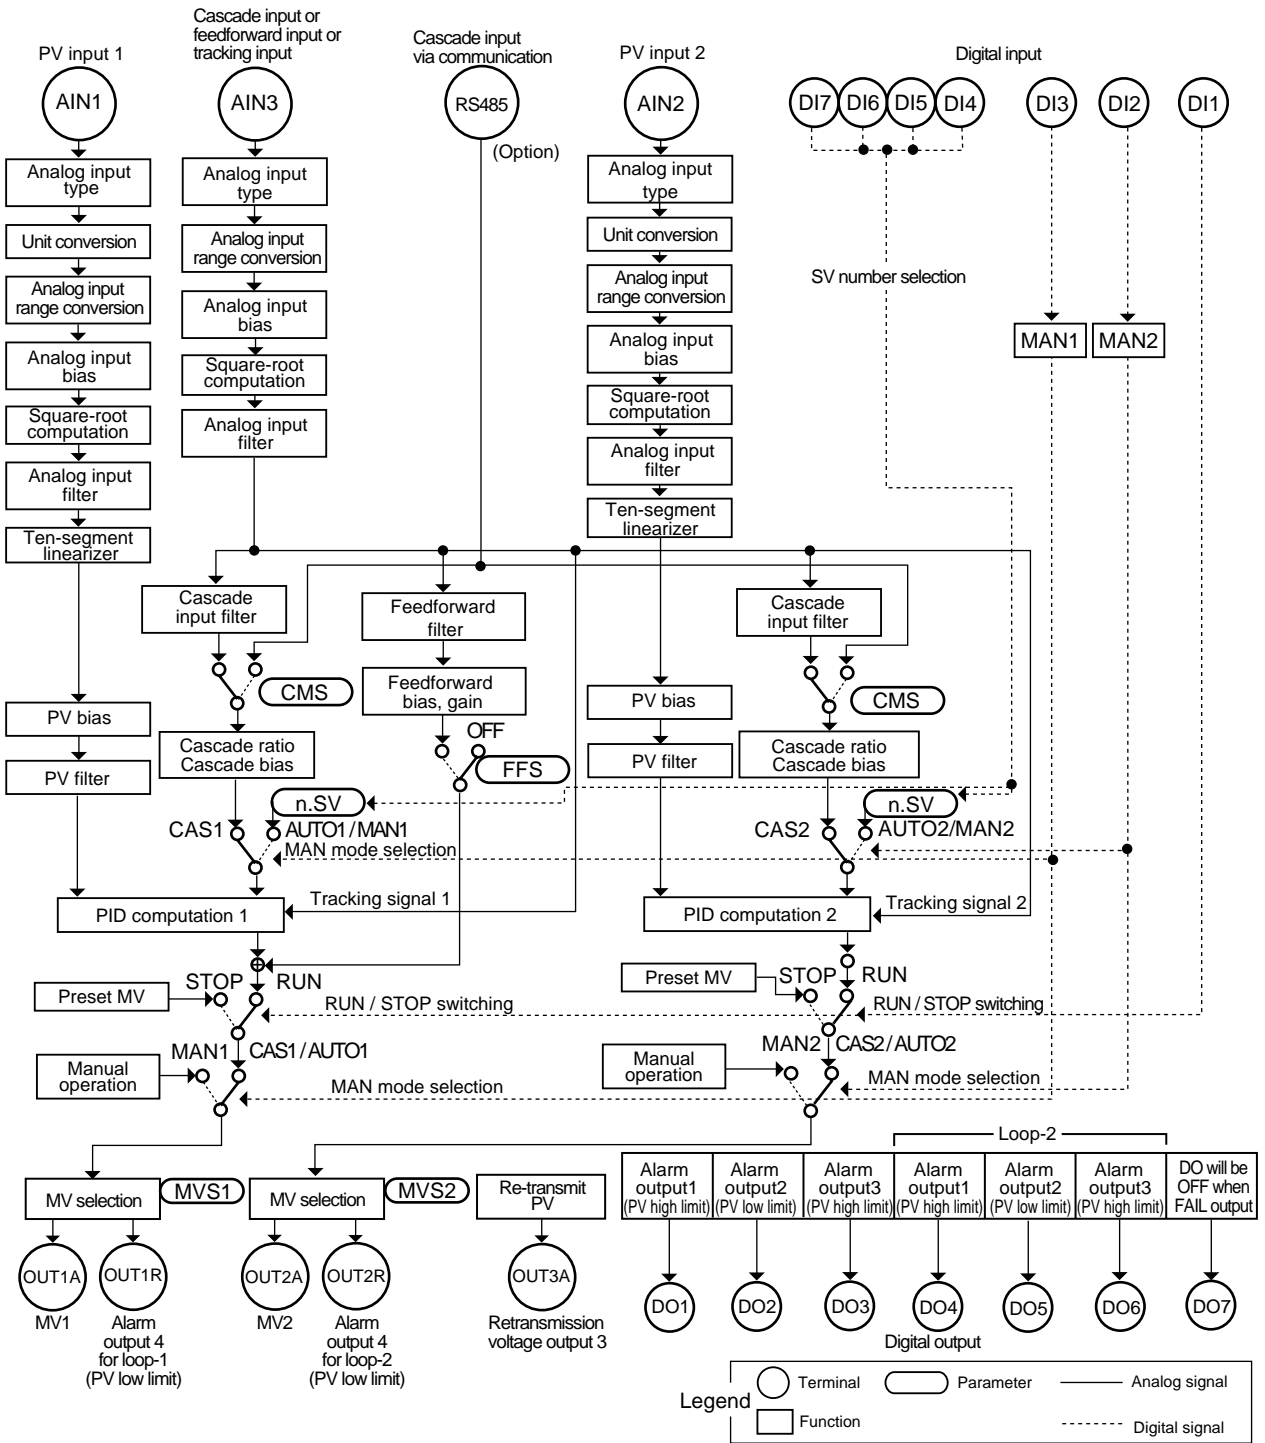 Cascade input or
feedforward input or
tracking input
PV input 1
Cascade input
via communication
PV input 2
Digital input
AIN1
AIN3
RS485
AIN2
DI7
DI6
DI5
DI4
DI3
DI2
DI1
(Option)
Analog input
type
Unit conversion
Analog input
range conversion
Analog input
bias
Square-root
computation
Analog input
filter
Ten-segment
linearizer
Analog input
type
Analog input
range conversion
Analog input
bias
Square-root
computation
Analog input
filter
Analog input
type
Unit conversion
Analog input
range conversion
Analog input
bias
Square-root
computation
Analog input
filter
Ten-segment
linearizer
SV number selection
MAN1
MAN2
Cascade
input filter
Feedforward
filter
Cascade
input filter
CMS
Feedforward
bias, gain
PV bias
CMS
PV bias
OFF
Cascade ratio
Cascade bias
FFS
PV filter
Cascade ratio
Cascade bias
PV filter
n.SV
n.SV
CAS1
AUTO1/MAN1
MAN mode selection
CAS2
AUTO2/MAN2
Tracking signal 1
Tracking signal 2
PID computation 1
PID computation 2
STOP
RUN
STOP
RUN
Preset MV
RUN / STOP switching
Preset MV
RUN / STOP switching
MAN1
CAS1/AUTO1
MAN2
CAS2/AUTO2
Manual
operation
MAN mode selection
Manual
operation
MAN mode selection
Loop-2
MV selection
MVS1
MV selection
MVS2
Re-transmit
PV
Alarm
output1
(PV high limit)
Alarm
output2
(PV low limit)
Alarm
output3
(PV high limit)
Alarm
output1
(PV high limit)
Alarm
output2
(PV low limit)
Alarm
output3
(PV high limit)
DO will be
OFF when
FAIL output
OUT1A
OUT1R
OUT2A
OUT2R
OUT3A
DO1
DO2
DO3
DO4
DO5
DO6
DO7
MV1
Alarm
output 4
for loop-1
(PV low limit)
MV2
Alarm
output 4
for loop-2
(PV low limit)
Retransmission
voltage output 3
Digital output
Legend
Terminal
Parameter
Analog signal
Function
Digital signal